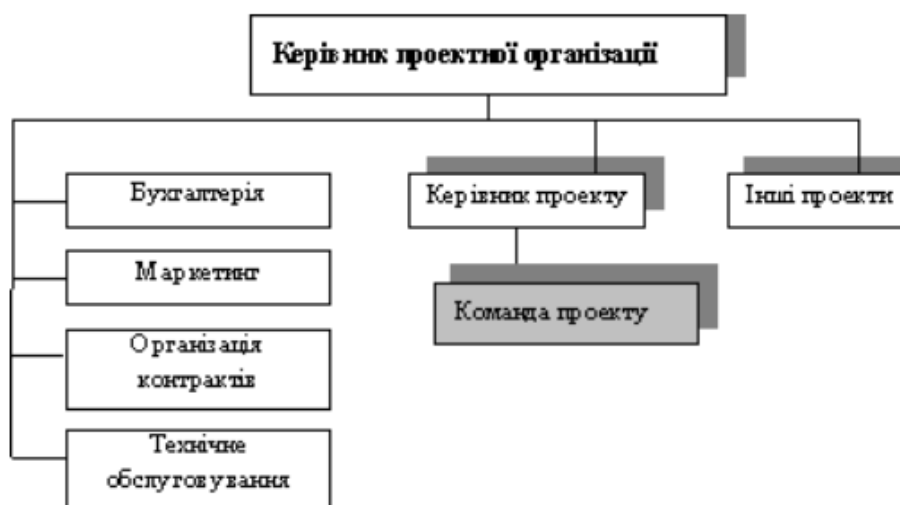 Керівник проектної організації
Бухгалтерія
Керівник проекту
Інші проекти
Маркетинг
Команда проекту
Організація
контрактів
Технічне
обслуговування